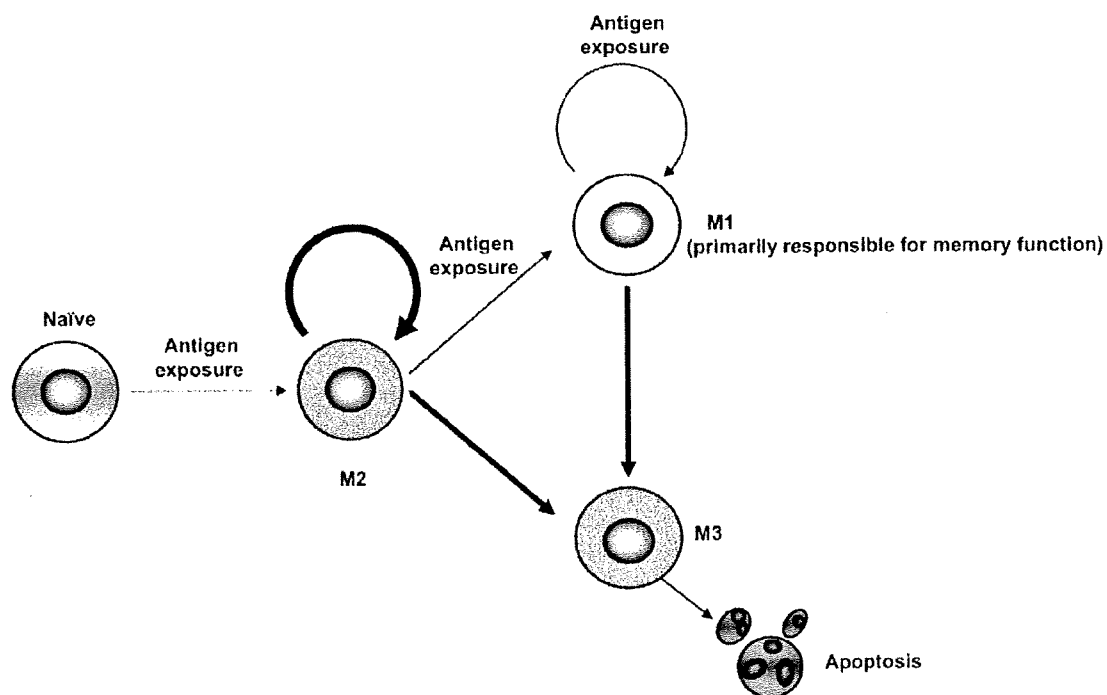 Antigen
exposure
M1
(primarily responsible for memory function)
Antigen
exposure
Naïve
Antigen
exposure
M2
M3
Apoptosis